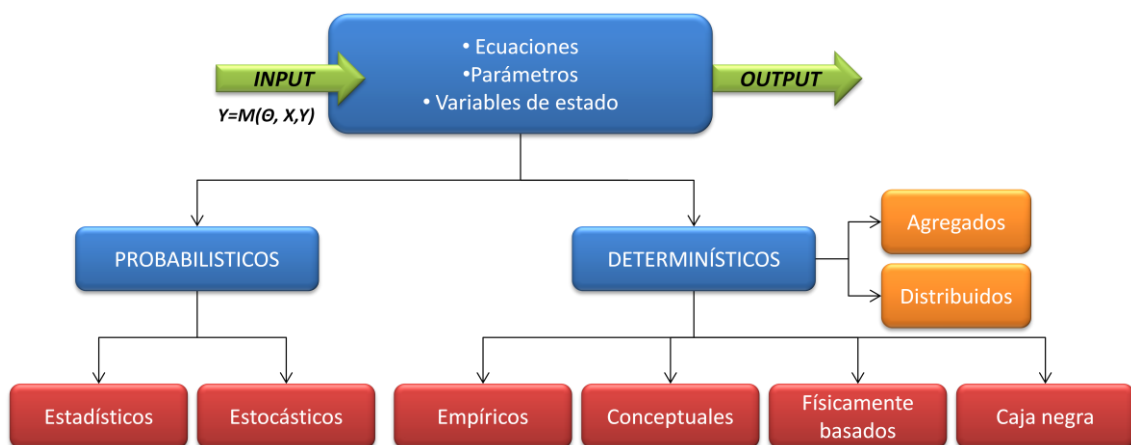 • Ecuaciones
INPUT
•Parámetros
OUTPUT
• Variables de estado
Y=M(Θ, X,Y)
Agregados
PROBABILISTICOS
DETERMINÍSTICOS
Distribuidos
Estadísticos
Estocásticos
Empíricos
Conceptuales
Físicamente
basados
Caja negra